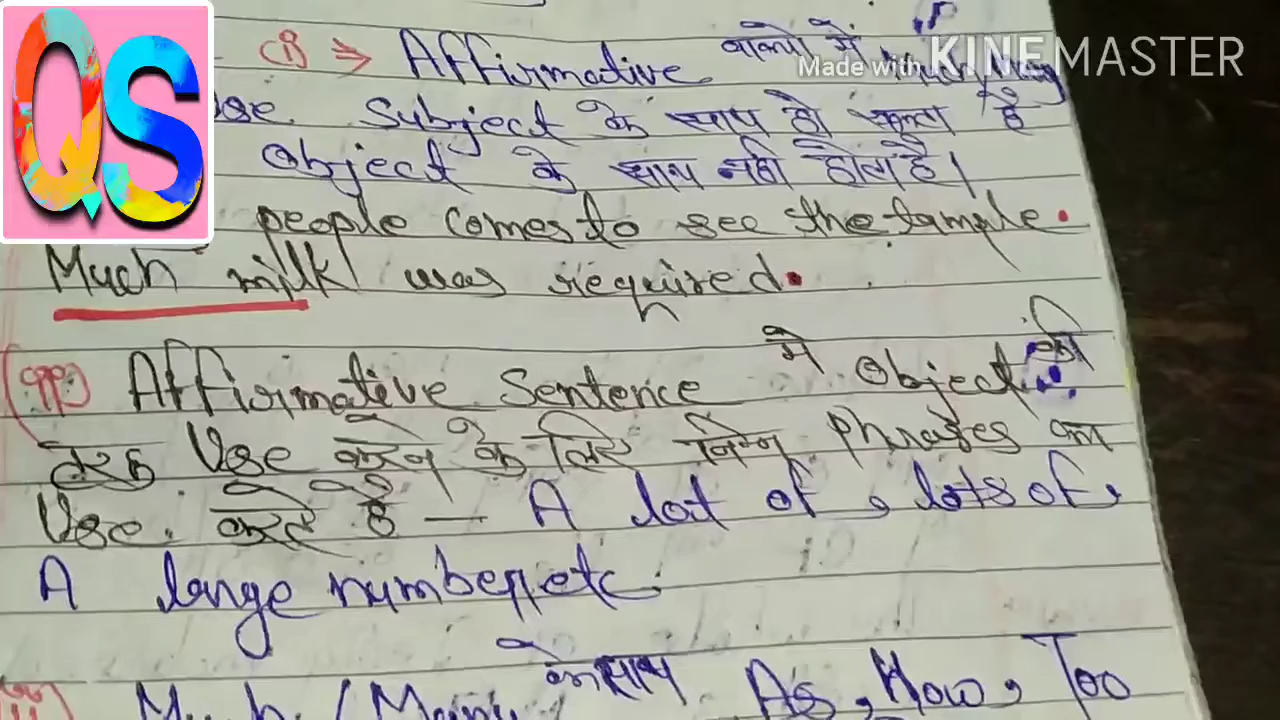 QS
(i) ⇒ Affirmative वाक्यो में Much/Many
Made with KINEMASTER
Use. Subject के साथ हो सकता है
Object के साथ नही होता है।
people comes to see the temple.
Much milk was required.
(ii) Affirmative Sentence में Object की
तरह Use करने के लिए निम्न phrases का
Use. करते है — A lot of, lots of,
A large number, etc.
Much/Many के साथ As, How, Too